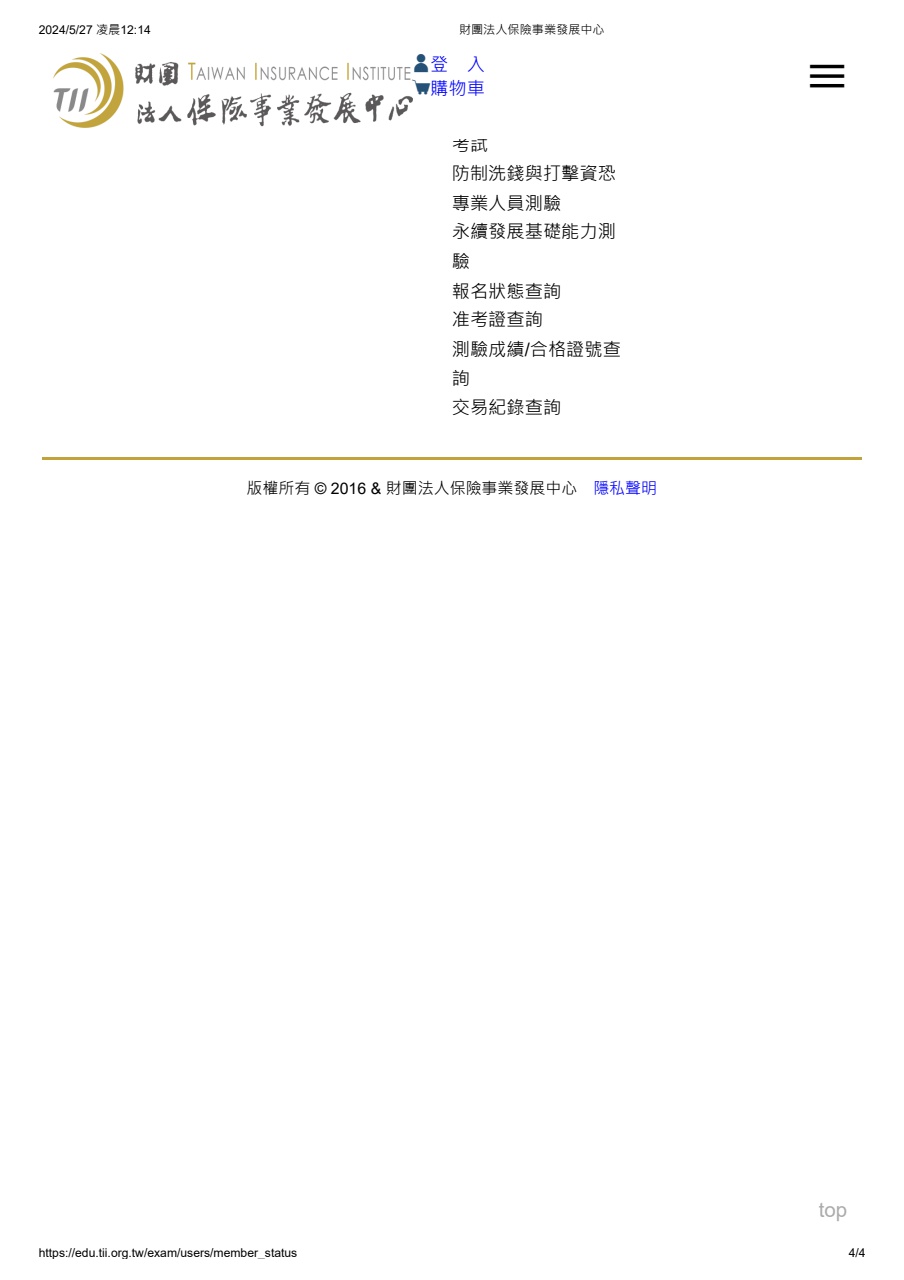 2024/5/27 凌晨12:14
財團法人保險事業發展中心
財團 TAIWAN INSURANCE INSTITUTE
法人保險事業發展中心
TII
登 入
購物車
考試
防制洗錢與打擊資恐
專業人員測驗
永續發展基礎能力測
驗
報名狀態查詢
准考證查詢
測驗成績/合格證號查
詢
交易紀錄查詢
版權所有 © 2016 & 財團法人保險事業發展中心 隱私聲明
top
https://edu.tii.org.tw/exam/users/member_status
4/4